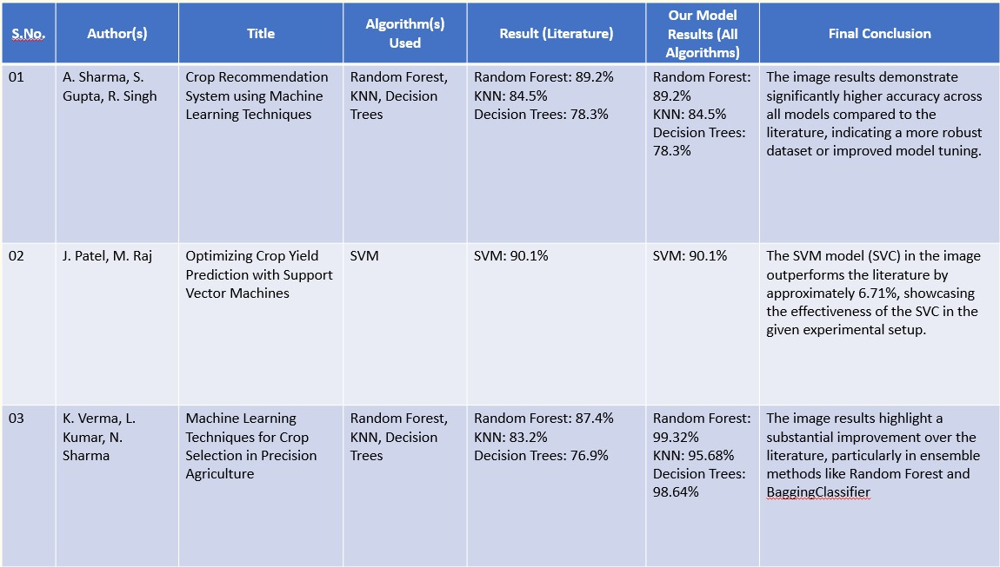 S.No.
Author(s)
Title
Algorithm(s)
Used
Result (Literature)
Our Model
Results (All
Algorithms)
Final Conclusion
01
A. Sharma, S.
Gupta, R. Singh
Crop Recommendation
System using Machine
Learning Techniques
Random Forest,
KNN, Decision
Trees
Random Forest: 89.2%
KNN: 84.5%
Decision Trees: 78.3%
Random Forest:
89.2%
KNN: 84.5%
Decision Trees:
78.3%
The image results demonstrate
significantly higher accuracy across
all models compared to the
literature, indicating a more robust
dataset or improved model tuning.
02
J. Patel, M. Raj
Optimizing Crop Yield
Prediction with Support
Vector Machines
SVM
SVM: 90.1%
SVM: 90.1%
The SVM model (SVC) in the image
outperforms the literature by
approximately 6.71%, showcasing
the effectiveness of the SVC in the
given experimental setup.
03
K. Verma, L.
Kumar, N.
Sharma
Machine Learning
Techniques for Crop
Selection in Precision
Agriculture
Random Forest,
KNN, Decision
Trees
Random Forest: 87.4%
KNN: 83.2%
Decision Trees: 76.9%
Random Forest:
99.32%
KNN: 95.68%
Decision Trees:
98.64%
The image results highlight a
substantial improvement over the
literature, particularly in ensemble
methods like Random Forest and
BaggingClassifier